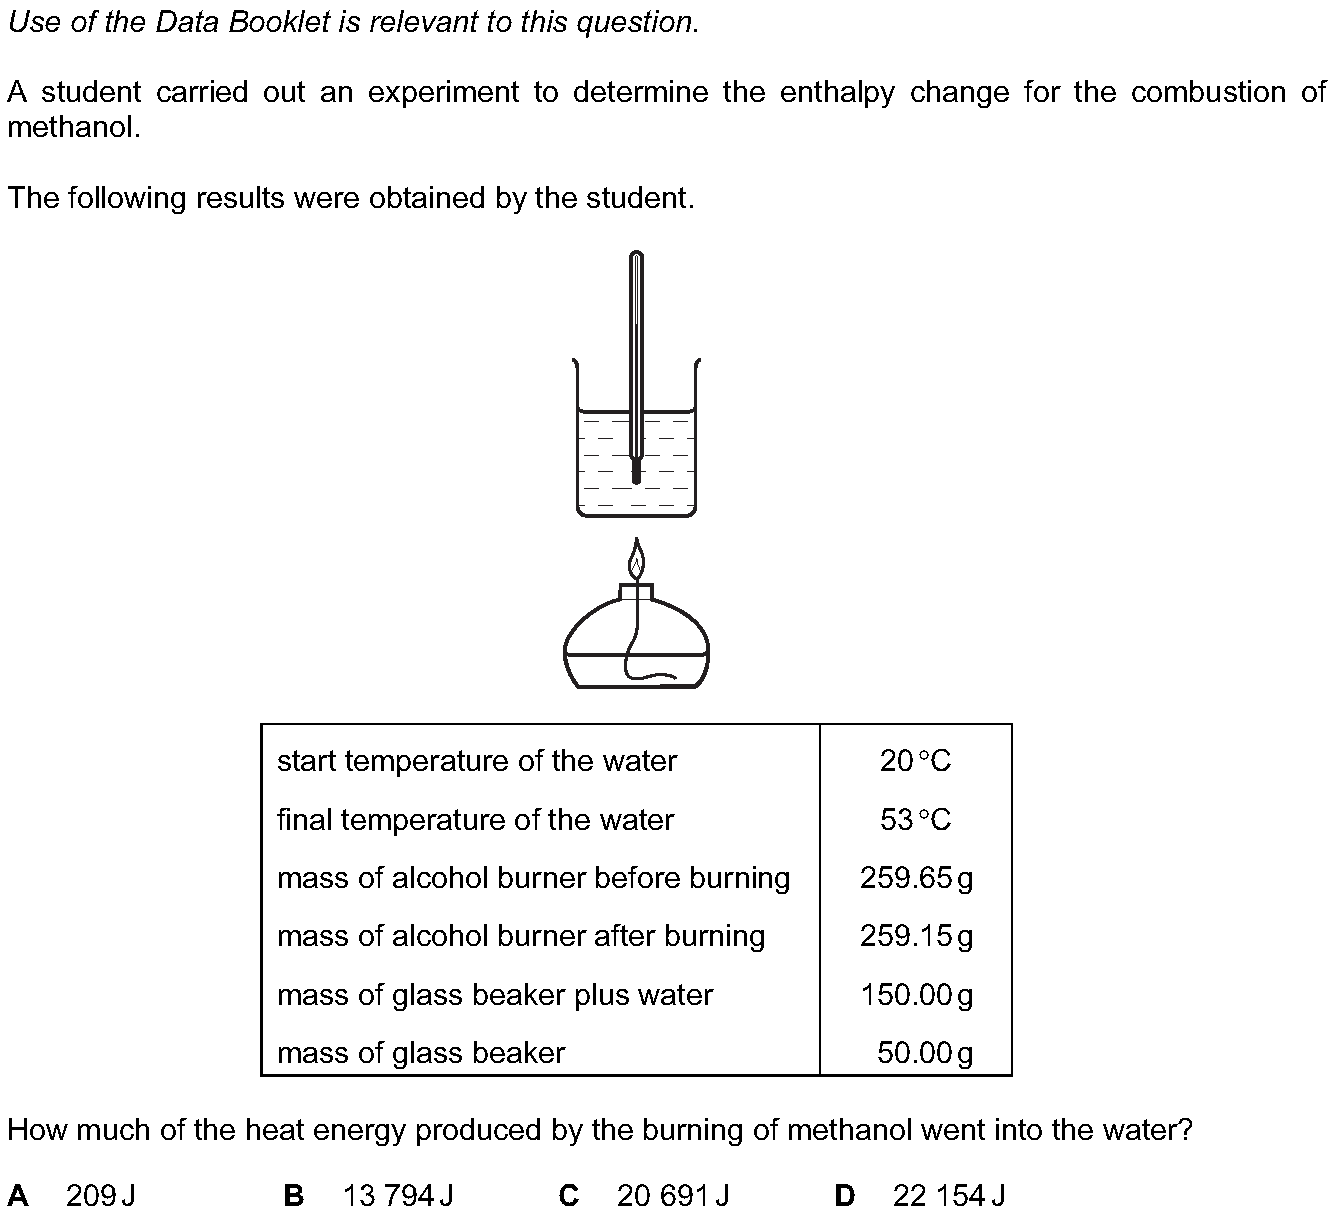 Use of the Data Booklet is relevant to this question.
A student carried out an experiment to determine the enthalpy change for the combustion of
methanol.
The following results were obtained by the student.
start temperature of the water 20 °C
final temperature of the water 53 °C
mass of alcohol burner before burning 259.65 g
mass of alcohol burner after burning 259.15 g
mass of glass beaker plus water 150.00 g
mass of glass beaker 50.00 g
How much of the heat energy produced by the burning of methanol went into the water?
A 209 J B 13 794 J C 20 691 J D 22 154 J